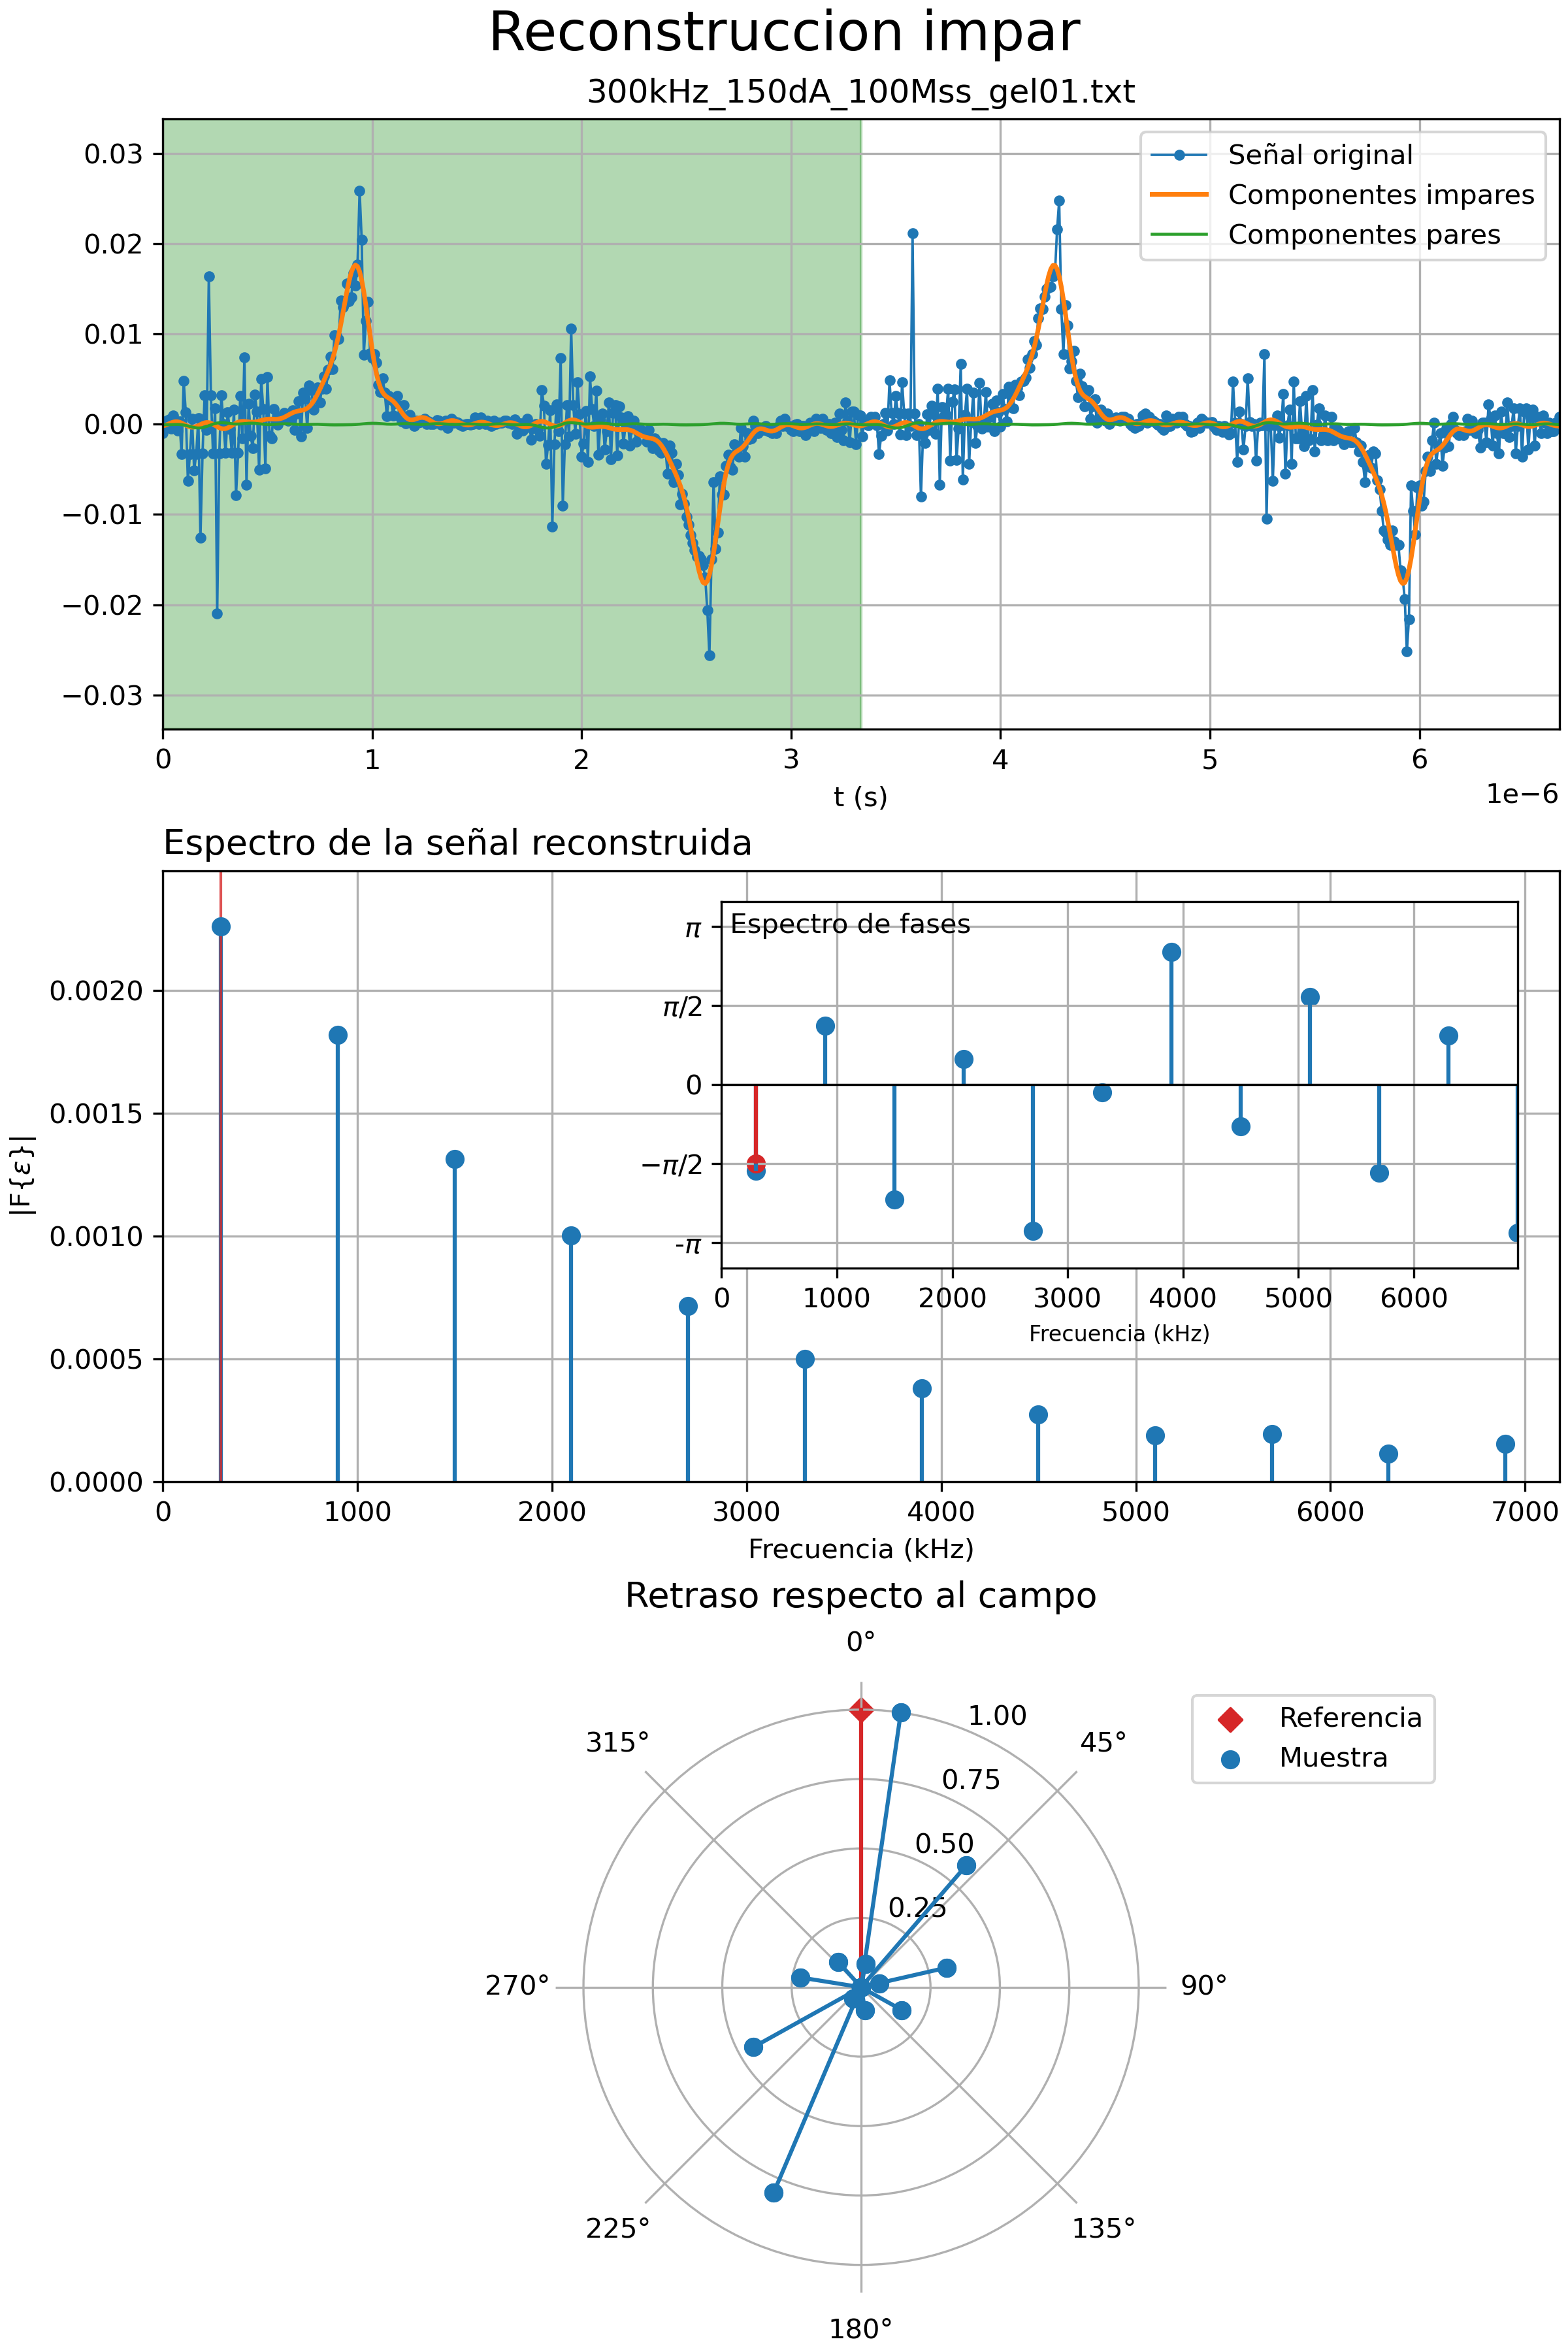 Reconstruccion impar
300kHz_150dA_100Mss_gel01.txt
0.03
0.02
0.01
0.00
−0.01
−0.02
−0.03
Señal original
Componentes impares
Componentes pares
0 1 2 3 4 5 6
t (s)
1e−6
Espectro de la señal reconstruida
|F{ε}|
0.0020
0.0015
0.0010
0.0005
0.0000
Espectro de fases
π
π/2
0
−π/2
-π
0 1000 2000 3000 4000 5000 6000
Frecuencia (kHz)
0 1000 2000 3000 4000 5000 6000 7000
Frecuencia (kHz)
Retraso respecto al campo
0°
45°
90°
135°
180°
225°
270°
315°
1.00
0.75
0.50
0.25
Referencia
Muestra